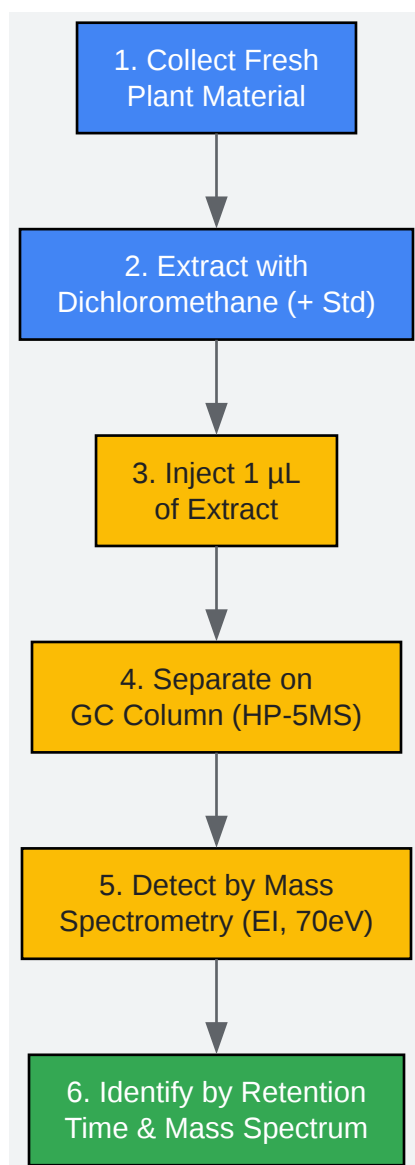 1. Collect Fresh
Plant Material
2. Extract with
Dichloromethane (+ Std)
3. Inject 1 µL
of Extract
4. Separate on
GC Column (HP-5MS)
5. Detect by Mass
Spectrometry (EI, 70eV)
6. Identify by Retention
Time & Mass Spectrum